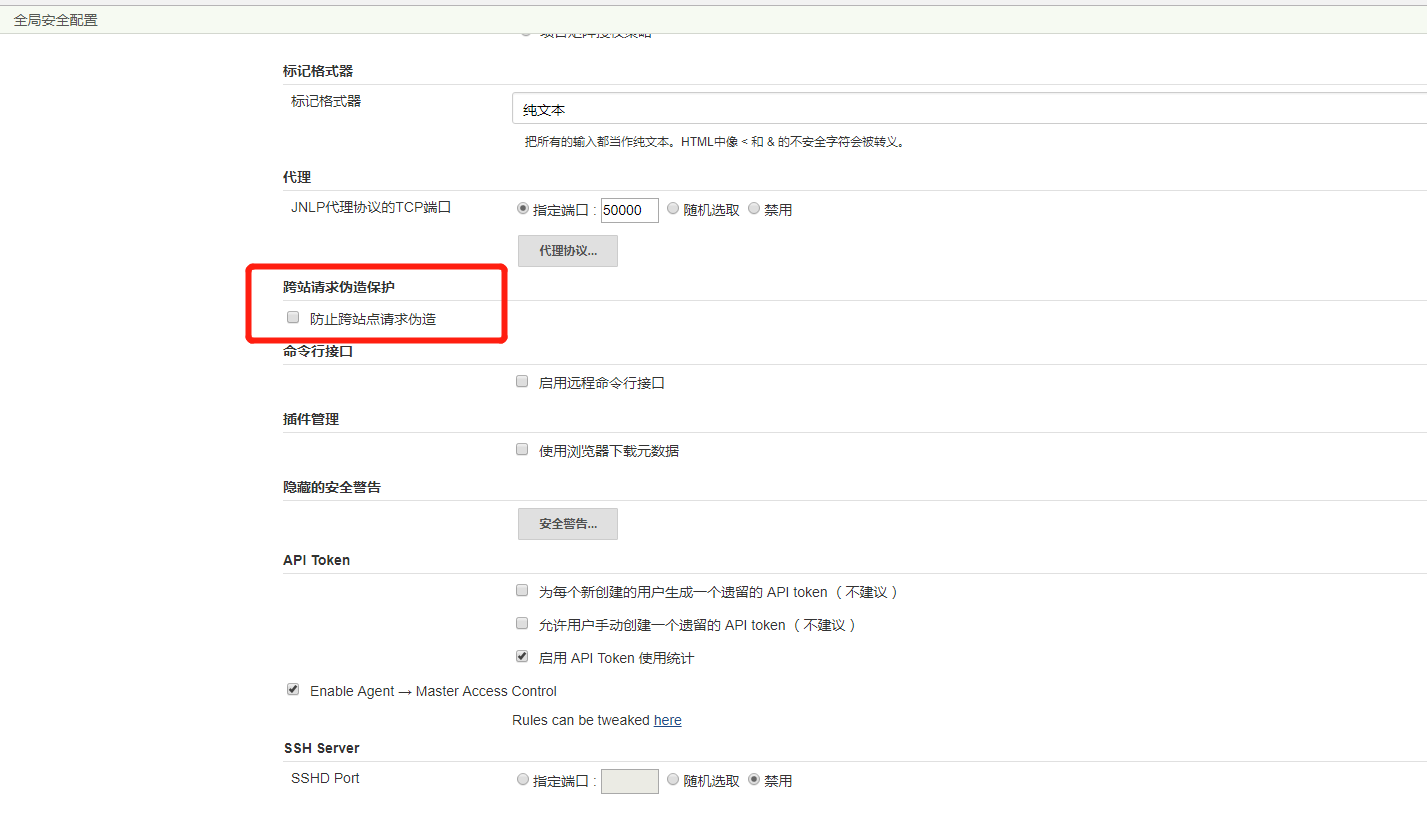 全局安全配置
项目矩阵授权策略
标记格式器
标记格式器
纯文本
把所有的输入都当作纯文本。HTML中像 < 和 & 的不安全字符会被转义。
代理
JNLP代理协议的TCP端口
指定端口 : 50000 随机选取 禁用
代理协议...
跨站请求伪造保护
防止跨站点请求伪造
命令行接口
启用远程命令行接口
插件管理
使用浏览器下载元数据
隐藏的安全警告
安全警告...
API Token
为每个新创建的用户生成一个遗留的 API token（不建议）
允许用户手动创建一个遗留的 API token（不建议）
启用 API Token 使用统计
Enable Agent → Master Access Control
Rules can be tweaked here
SSH Server
SSHD Port
指定端口 : 随机选取 禁用